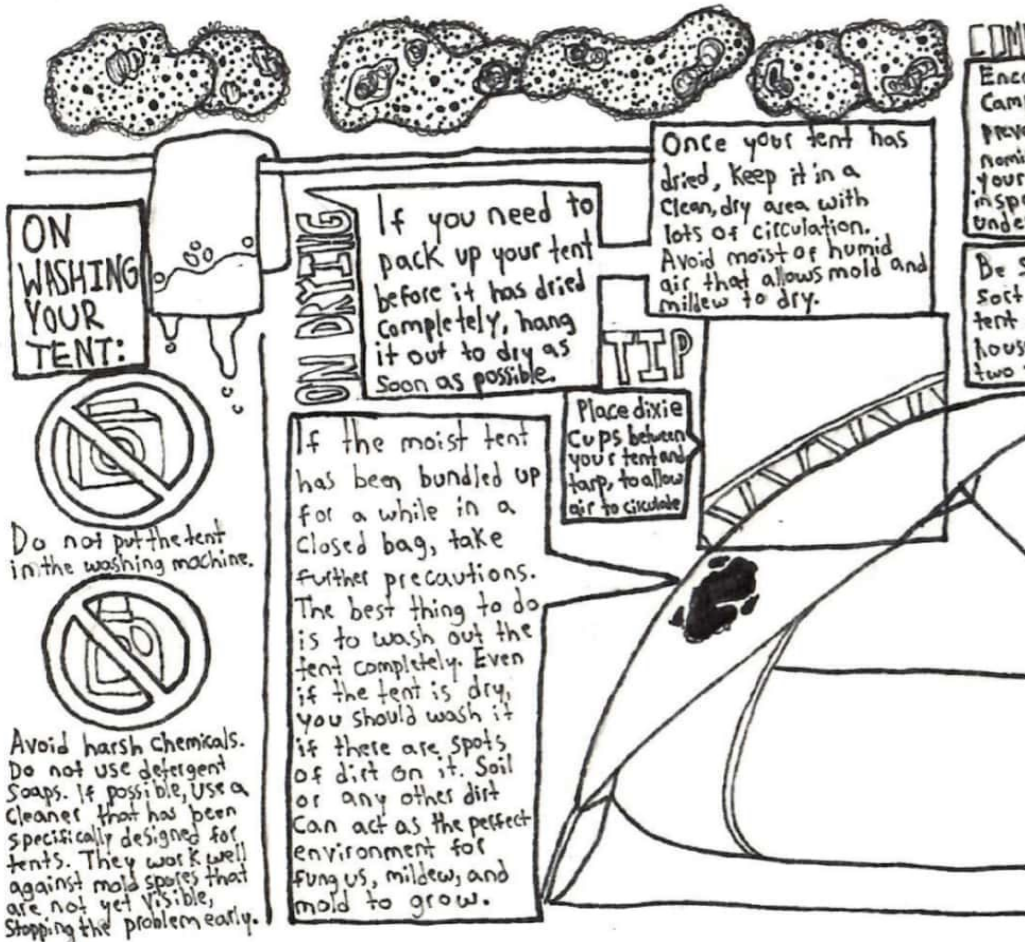 ON
WASHING
YOUR
TENT:
Do not put the tent
in the washing machine.
Avoid harsh chemicals.
Do not use detergent
Soaps. If possible, use a
cleaner that has been
specifically designed for
tents. They work well
against mold spores that
are not yet visible,
stopping the problem early.
ON DRYING
If you need to
pack up your tent
before it has dried
completely, hang
it out to dry as
soon as possible.
If the moist tent
has been bundled up
for a while in a
closed bag, take
further precautions.
The best thing to do
is to wash out the
tent completely. Even
if the tent is dry,
you should wash it
if there are spots
of dirt on it. Soil
or any other dirt
can act as the perfect
environment for
fungus, mildew, and
mold to grow.
Once your tent has
dried, keep it in a
clean, dry area with
lots of circulation.
Avoid moist or humid
air that allows mold and
mildew to dry.
TIP
Place dixie
cups between
your tent and
tarp, to allow
air to circulate
Be s
sort
tent
hous
two